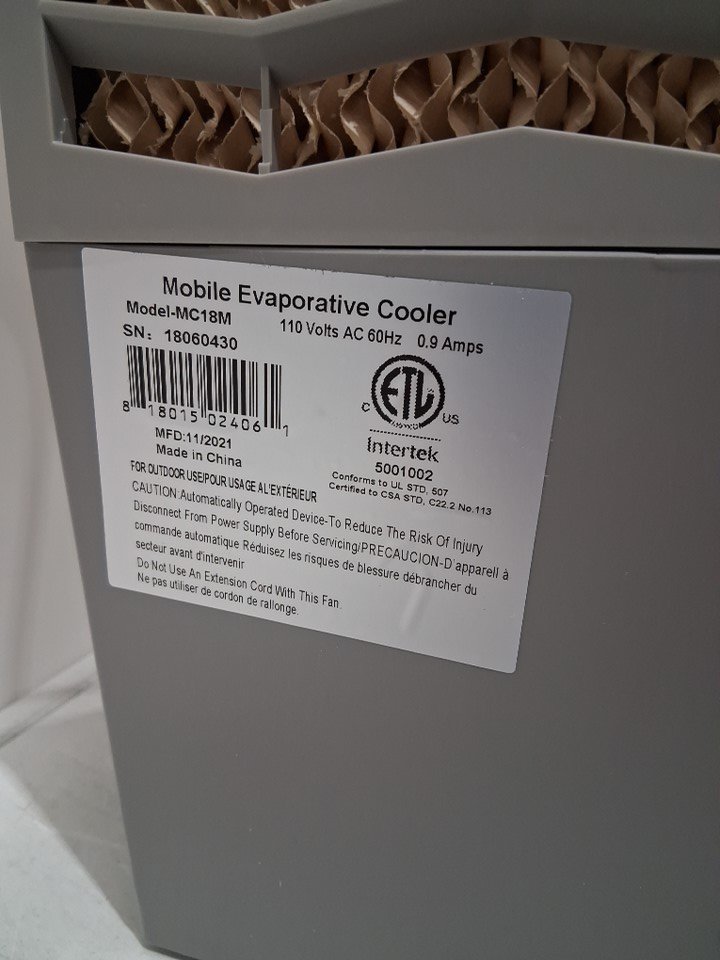 Mobile Evaporative Cooler
Model-MC18M
110 Volts AC 60Hz 0.9 Amps
SN: 18060430
8 18015 02406 1
ETL
C US
Intertek
5001002
Conforms to UL STD, 507
Certified to CSA STD, C22.2 No.113
MFD:11/2021
Made in China
FOR OUTDOOR USE/POUR USAGE A L'EXTÉRIEUR
CAUTION:Automatically Operated Device-To Reduce The Risk Of Injury
Disconnect From Power Supply Before Servicing/PRECAUCION-D'appareil à
commande automatique Réduisez les risques de blessure débrancher du
secteur avant d'intervenir
Do Not Use An Extension Cord With This Fan.
Ne pas utiliser de cordon de rallonge.